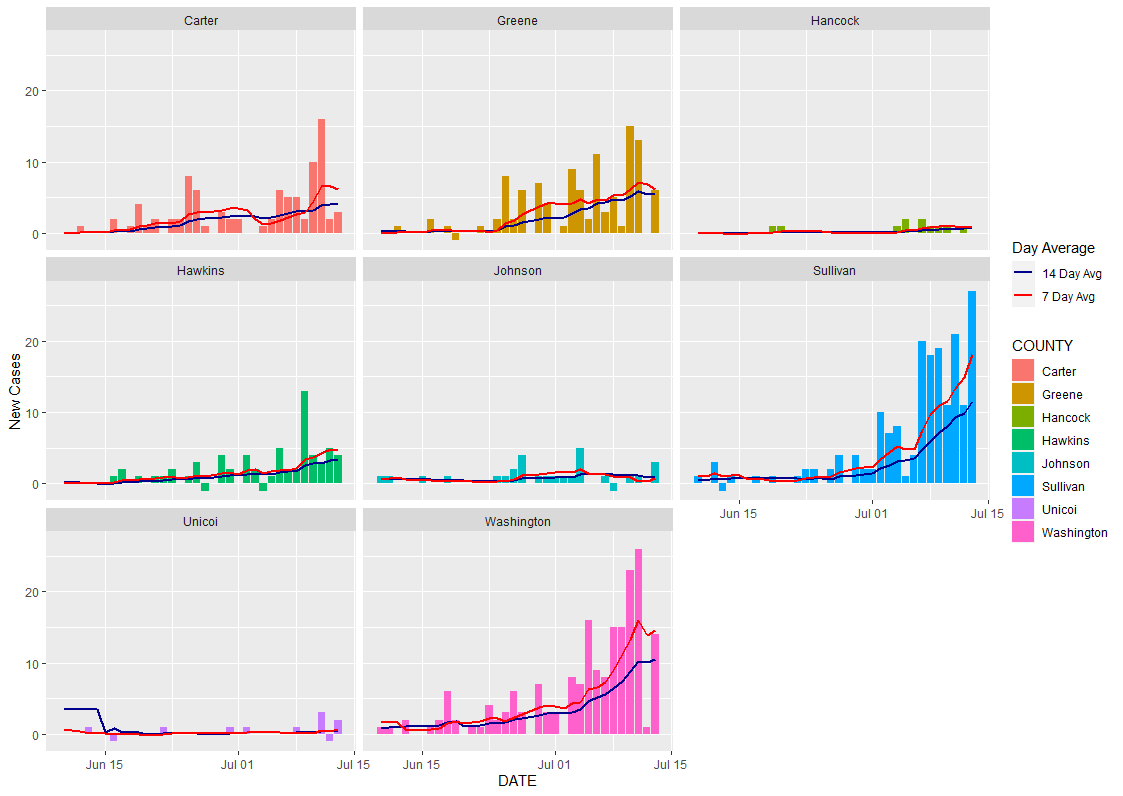 Carter
Greene
Hancock
20
10
0
Hawkins
Johnson
Sullivan
20
10
0
Jun 15
Jul 01
Jul 15
Unicoi
Washington
20
10
0
Jun 15
Jul 01
Jul 15
Jun 15
Jul 01
Jul 15
DATE
New Cases
Day Average
14 Day Avg
7 Day Avg
COUNTY
Carter
Greene
Hancock
Hawkins
Johnson
Sullivan
Unicoi
Washington